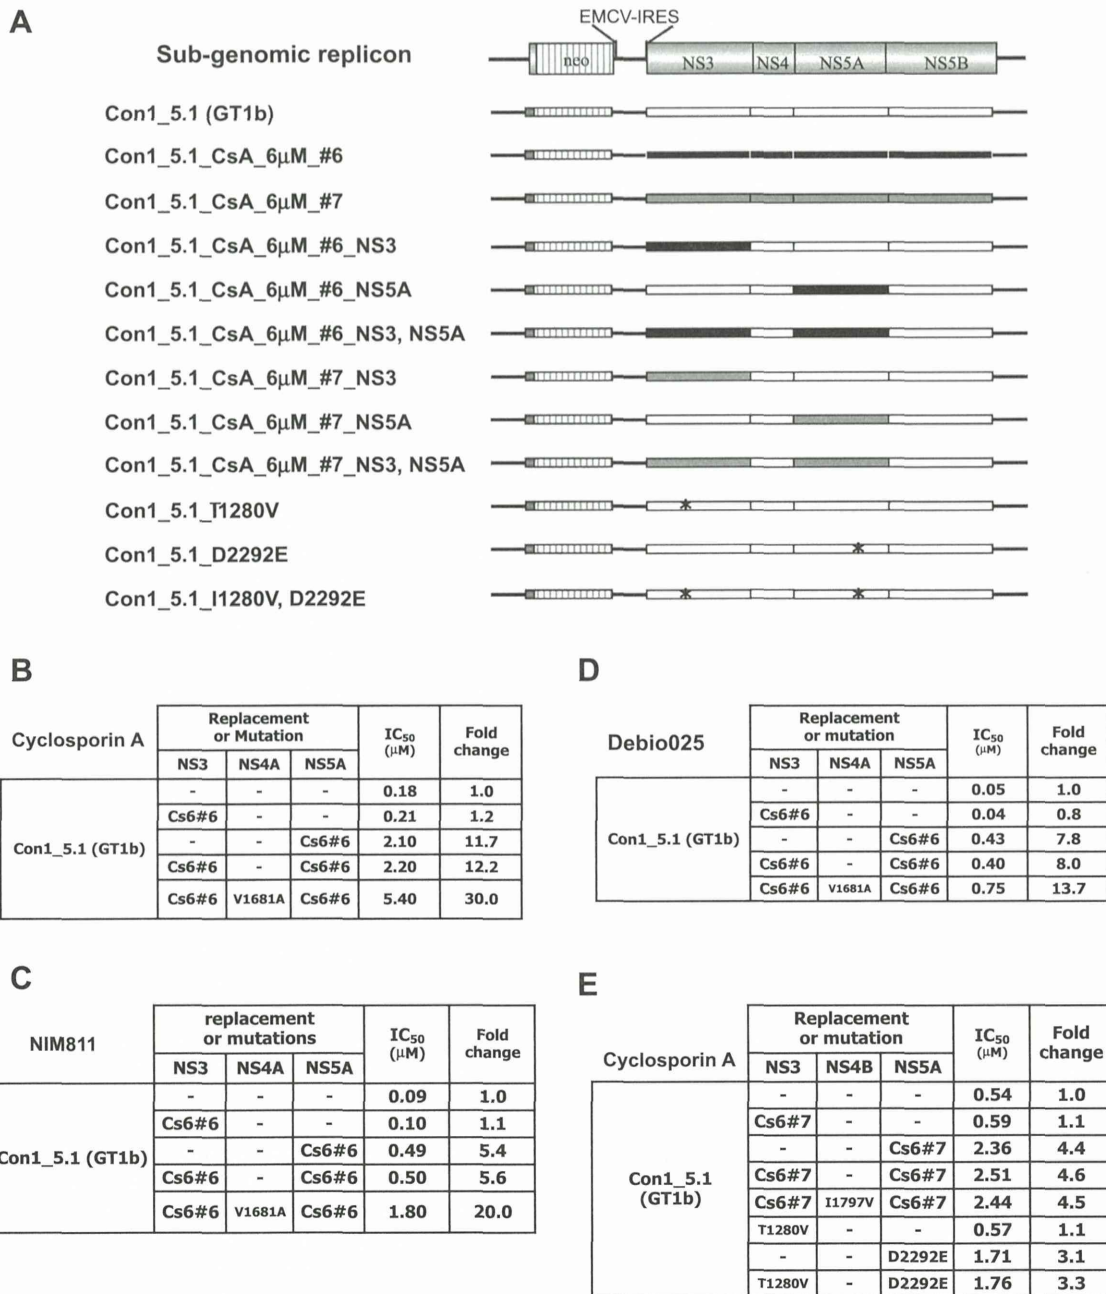 A
EMCV-IRES
Sub-genomic replicon
neo NS3 NS4 NS5A NS5B
Con1_5.1 (GT1b)
Con1_5.1_CsA_6μM_#6
Con1_5.1_CsA_6μM_#7
Con1_5.1_CsA_6μM_#6_NS3
Con1_5.1_CsA_6μM_#6_NS5A
Con1_5.1_CsA_6μM_#6_NS3, NS5A
Con1_5.1_CsA_6μM_#7_NS3
Con1_5.1_CsA_6μM_#7_NS5A
Con1_5.1_CsA_6μM_#7_NS3, NS5A
Con1_5.1_T1280V
Con1_5.1_D2292E
Con1_5.1_I1280V, D2292E
B
Cyclosporin A
Replacement
or Mutation
IC50
(μM)
Fold
change
NS3 NS4A NS5A
Con1_5.1 (GT1b)
- - - 0.18 1.0
Cs6#6 - - 0.21 1.2
- - Cs6#6 2.10 11.7
Cs6#6 - Cs6#6 2.20 12.2
Cs6#6 V1681A Cs6#6 5.40 30.0
D
Debio025
Replacement
or mutation
IC50
(μM)
Fold
change
NS3 NS4A NS5A
Con1_5.1 (GT1b)
- - - 0.05 1.0
Cs6#6 - - 0.04 0.8
- - Cs6#6 0.43 7.8
Cs6#6 - Cs6#6 0.40 8.0
Cs6#6 V1681A Cs6#6 0.75 13.7
C
NIM811
replacement
or mutations
IC50
(μM)
Fold
change
NS3 NS4A NS5A
Con1_5.1 (GT1b)
- - - 0.09 1.0
Cs6#6 - - 0.10 1.1
- - Cs6#6 0.49 5.4
Cs6#6 - Cs6#6 0.50 5.6
Cs6#6 V1681A Cs6#6 1.80 20.0
E
Cyclosporin A
Replacement
or mutation
IC50
(μM)
Fold
change
NS3 NS4B NS5A
Con1_5.1
(GT1b)
- - - 0.54 1.0
Cs6#7 - - 0.59 1.1
- - Cs6#7 2.36 4.4
Cs6#7 - Cs6#7 2.51 4.6
Cs6#7 I1797V Cs6#7 2.44 4.5
T1280V - - 0.57 1.1
- - D2292E 1.71 3.1
T1280V - D2292E 1.76 3.3